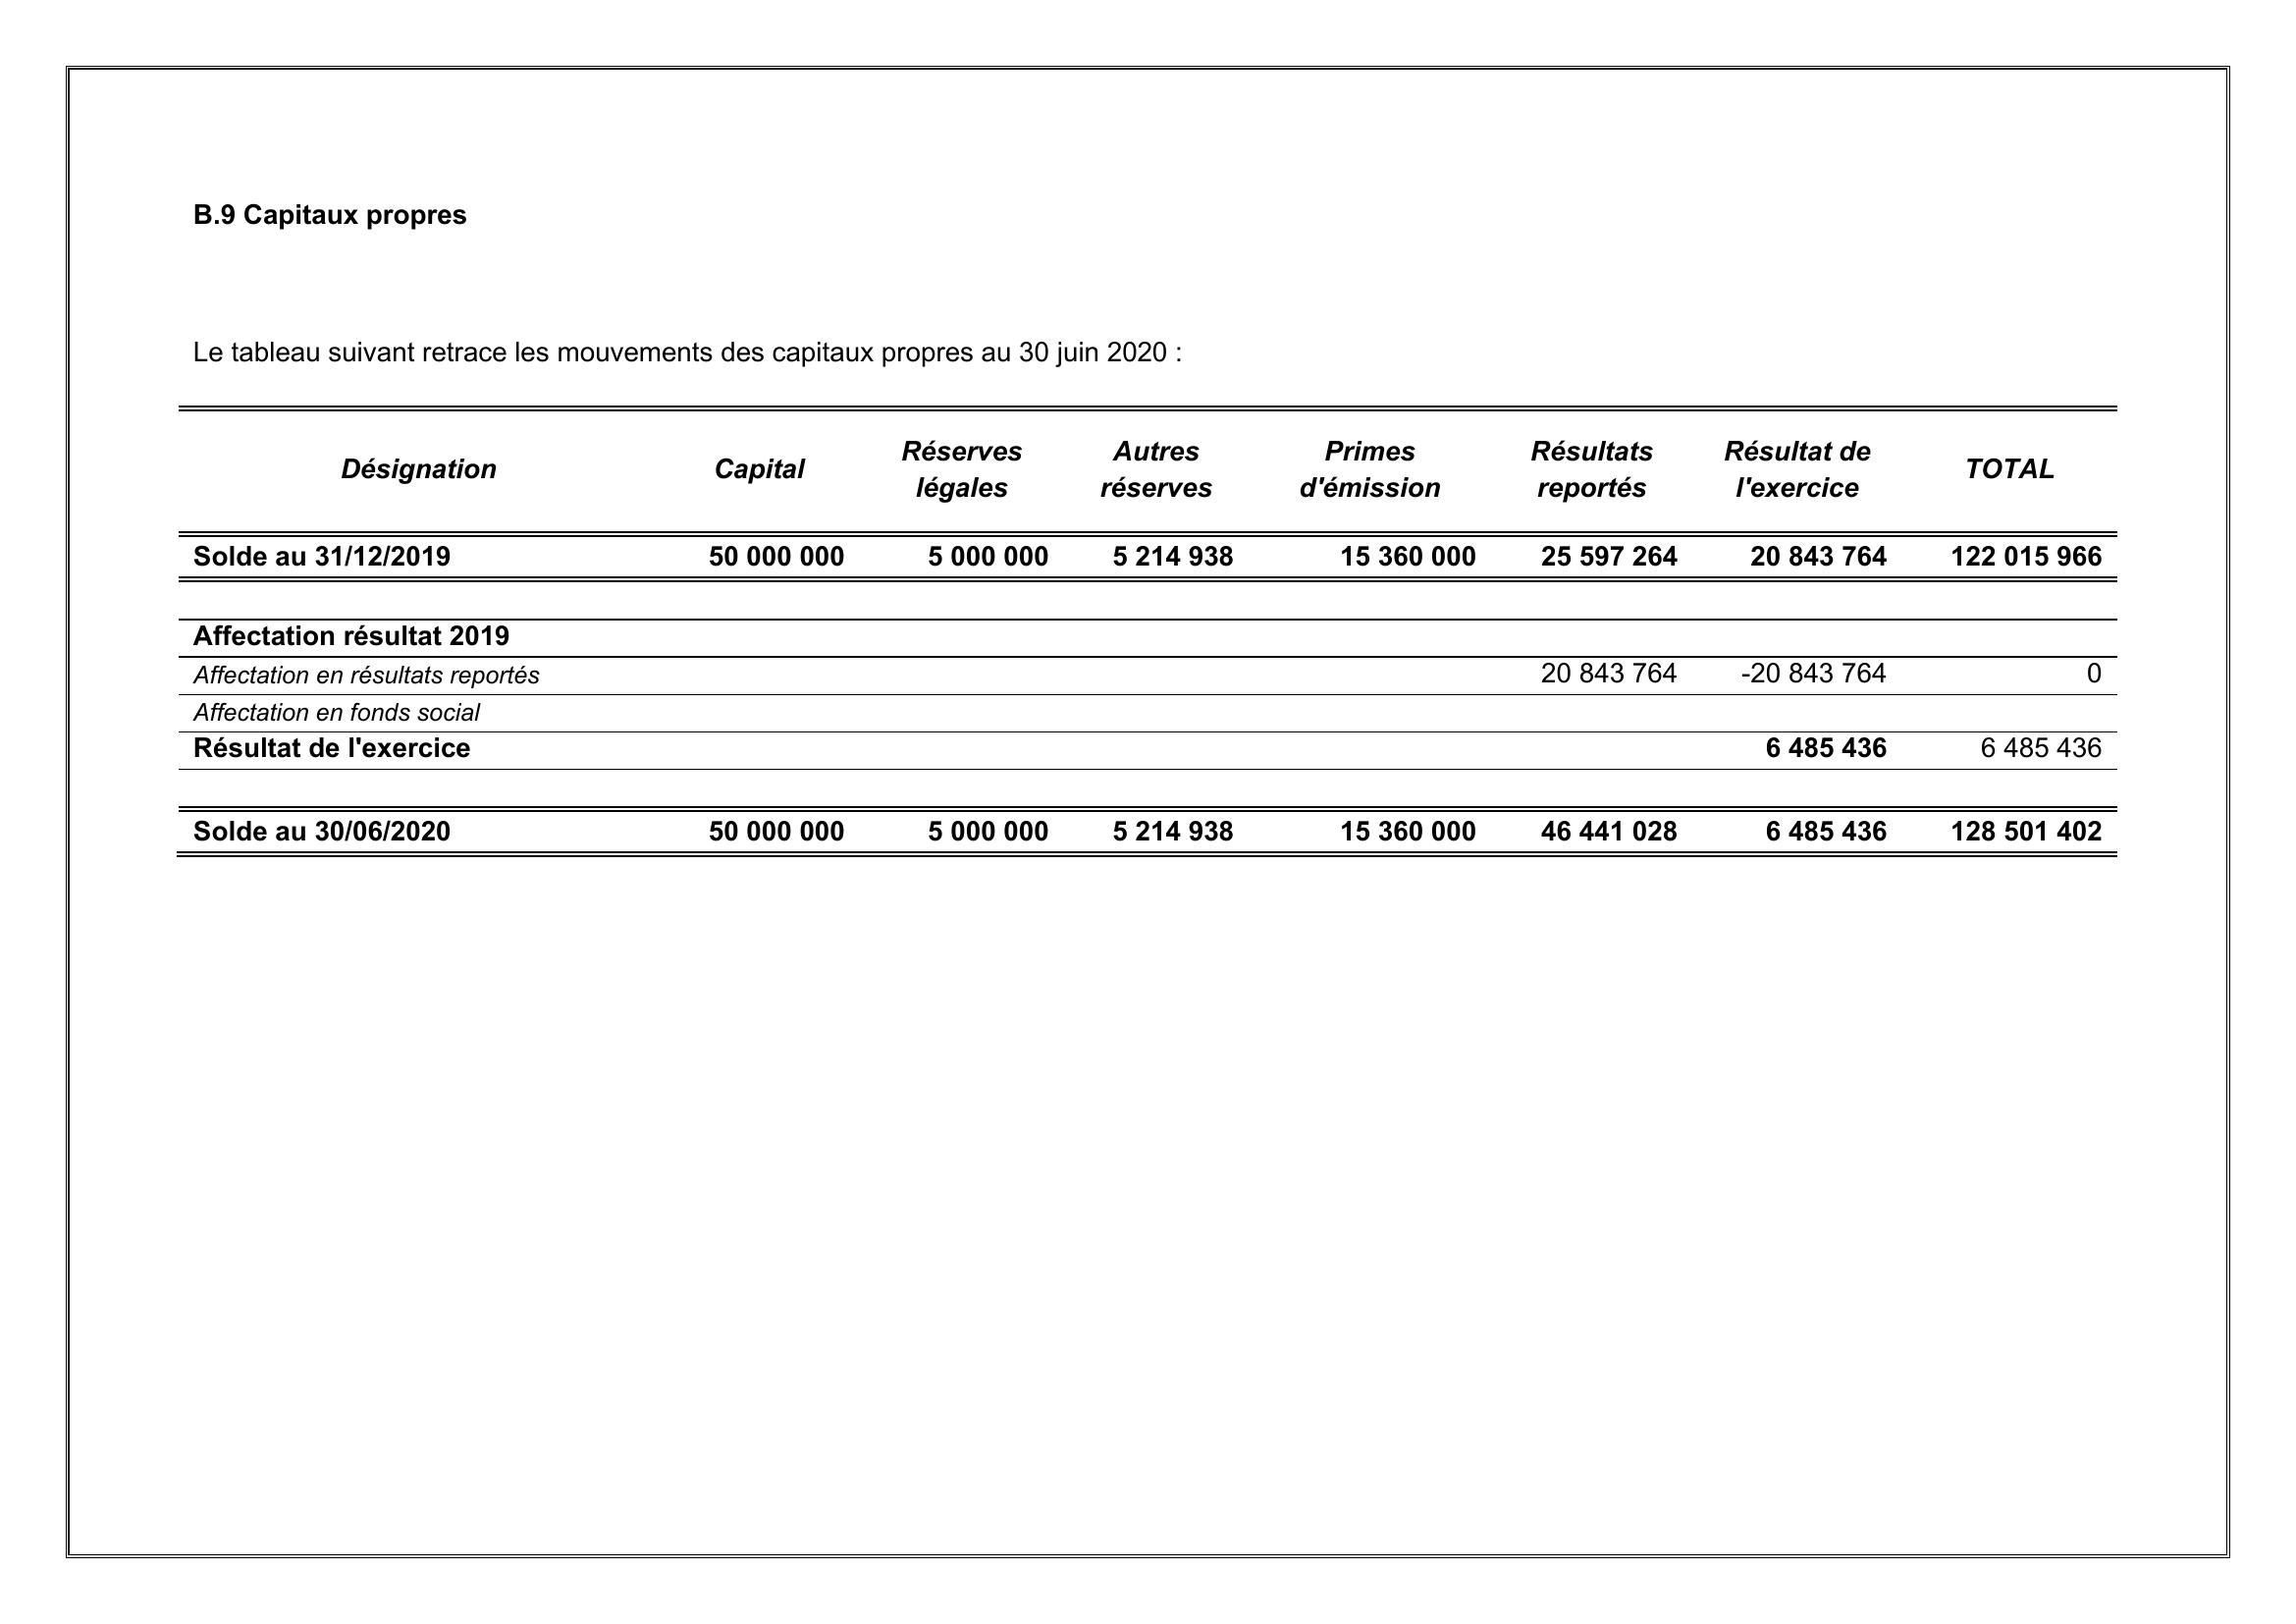 B.9 Capitaux propres
Le tableau suivant retrace les mouvements des capitaux propres au 30 juin 2020 :
Désignation Capital Réserves légales Autres réserves Primes d'émission Résultats reportés Résultat de l'exercice TOTAL
Solde au 31/12/2019 50 000 000 5 000 000 5 214 938 15 360 000 25 597 264 20 843 764 122 015 966
Affectation résultat 2019
Affectation en résultats reportés 20 843 764 -20 843 764 0
Affectation en fonds social
Résultat de l'exercice 6 485 436 6 485 436
Solde au 30/06/2020 50 000 000 5 000 000 5 214 938 15 360 000 46 441 028 6 485 436 128 501 402